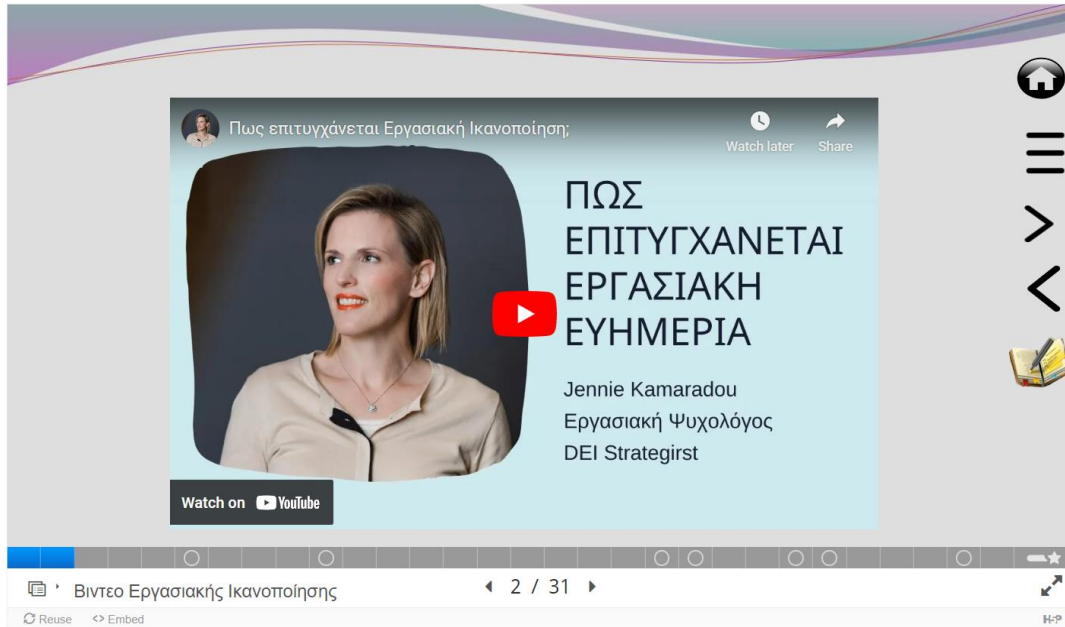 Πως επιτυγχάνεται Εργασιακή Ικανοποίηση;
Watch later
Share
ΠΩΣ
ΕΠΙΤΥΓΧΑΝΕΤΑΙ
ΕΡΓΑΣΙΑΚΗ
ΕΥΗΜΕΡΙΑ
Jennie Kamaradou
Εργασιακή Ψυχολόγος
DEI Strategirst
Watch on YouTube
Βιντεο Εργασιακής Ικανοποίησης
2 / 31
Reuse
<> Embed
H5P